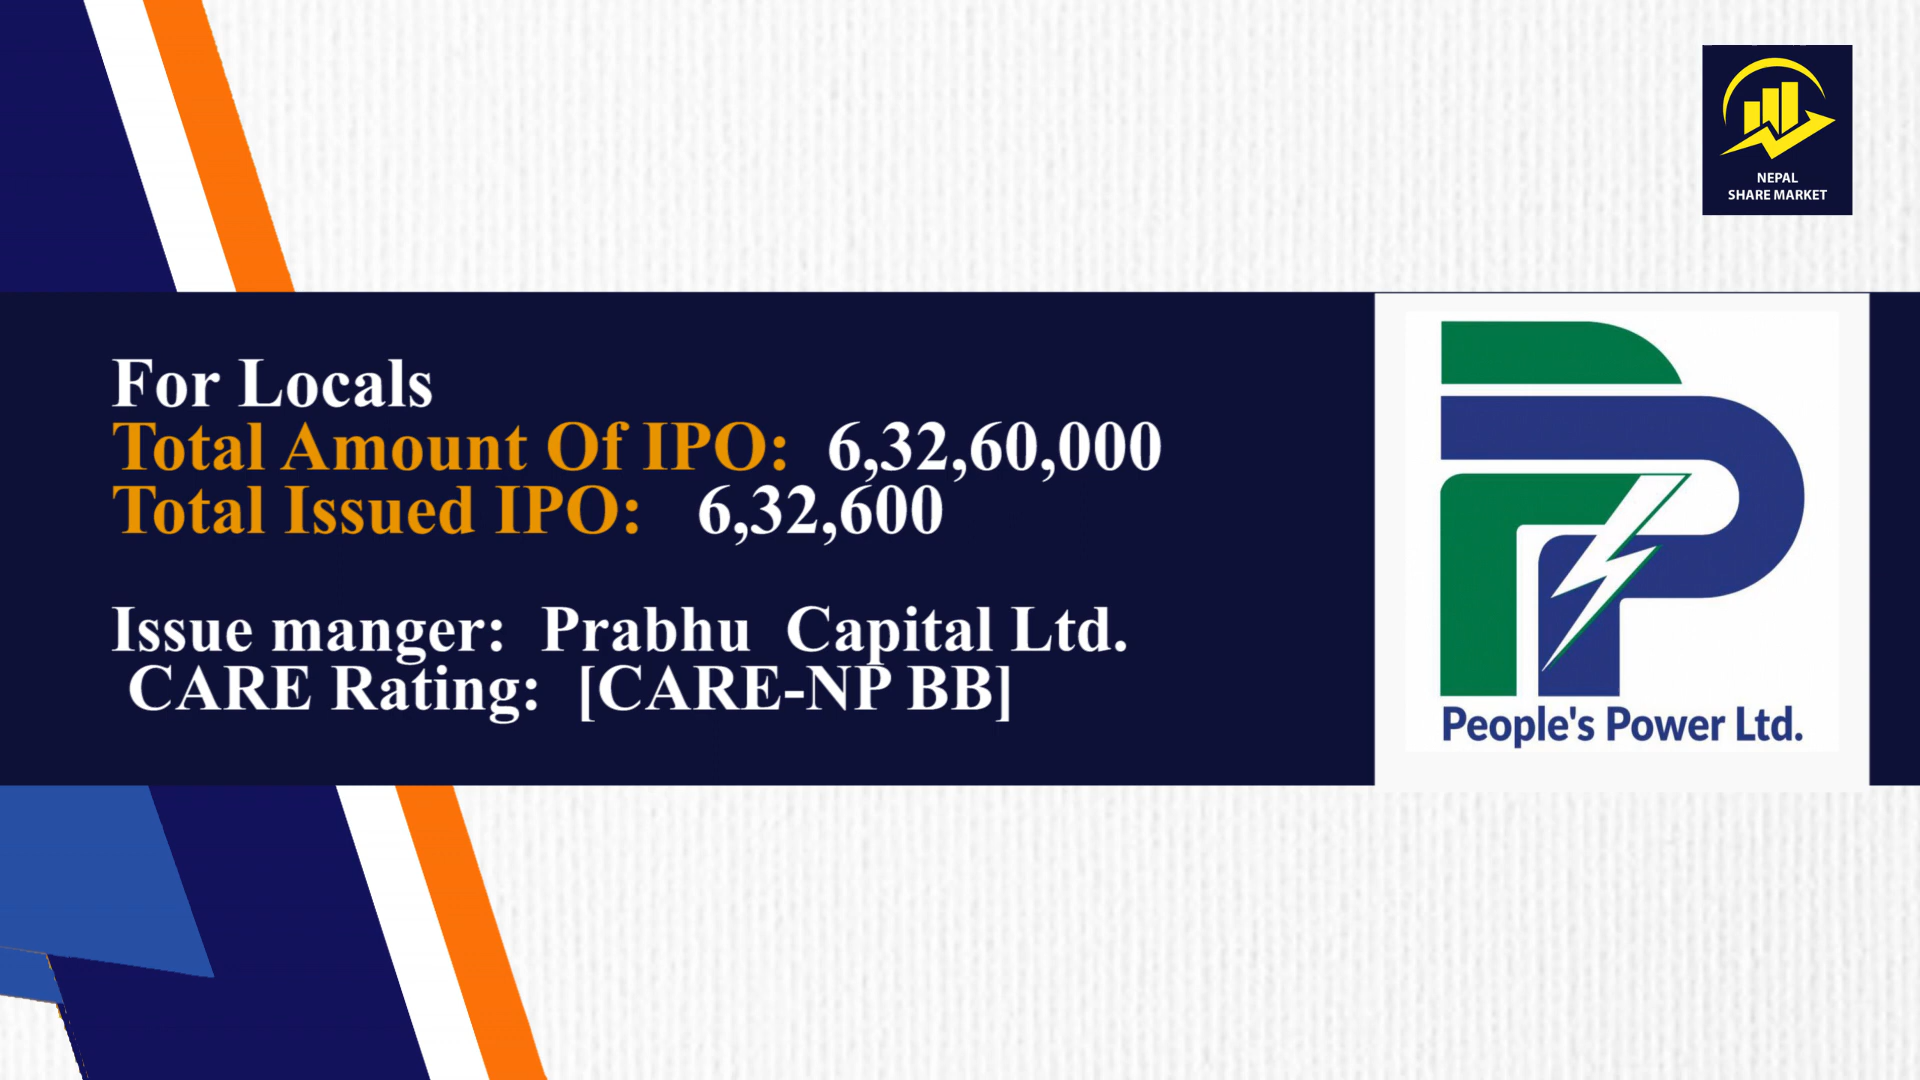 NEPAL
SHARE MARKET
For Locals
Total Amount Of IPO: 6,32,60,000
Total Issued IPO: 6,32,600
Issue manger: Prabhu Capital Ltd.
CARE Rating: [CARE-NP BB]
People's Power Ltd.